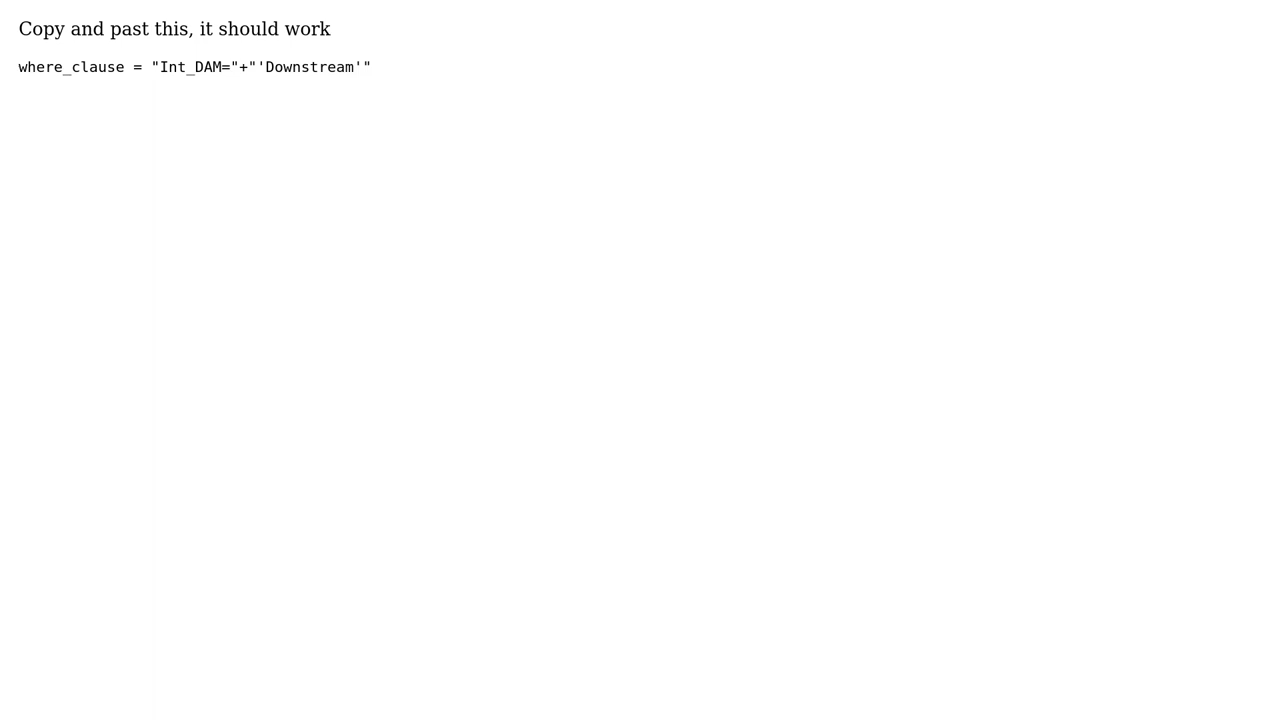 Copy and past this, it should work
where_clause = "Int_DAM="+"'Downstream'"